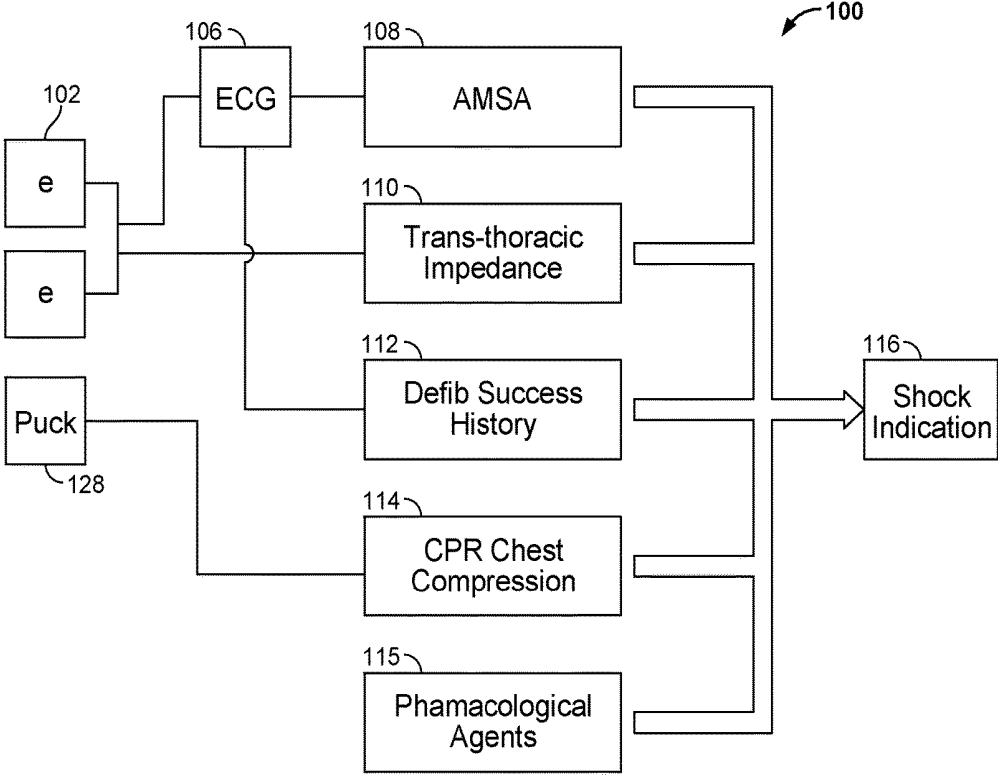 100
106
ECG
108
AMSA
102
e
110
Trans-thoracic
Impedance
e
112
Defib Success
History
116
Shock
Indication
Puck
128
114
CPR Chest
Compression
115
Phamacological
Agents